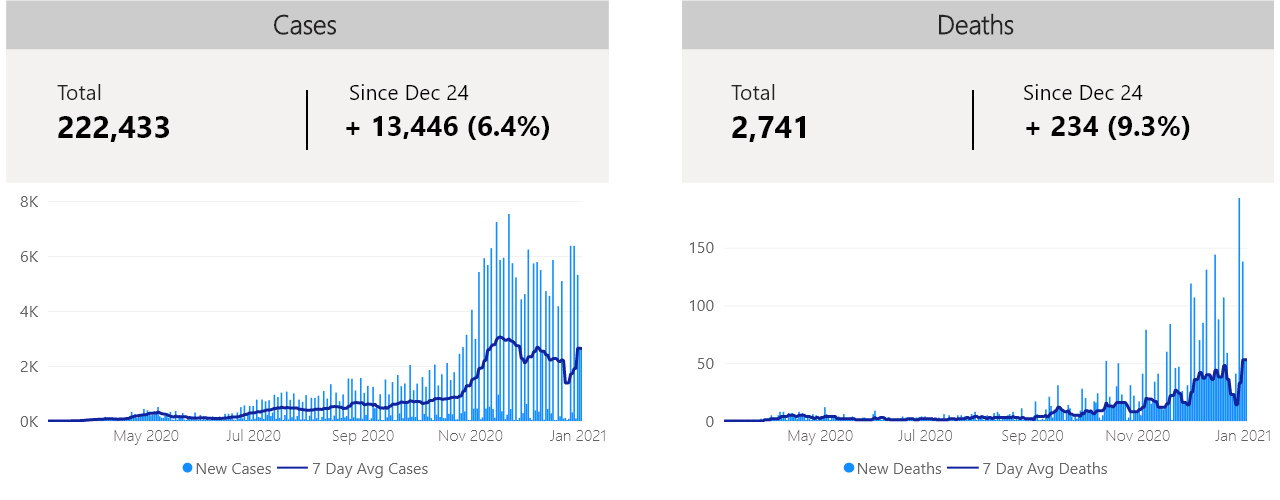 Cases
Total
222,433
Since Dec 24
+ 13,446 (6.4%)
8K
6K
4K
2K
0K
May 2020 Jul 2020 Sep 2020 Nov 2020 Jan 2021
New Cases 7 Day Avg Cases
Deaths
Total
2,741
Since Dec 24
+ 234 (9.3%)
150
100
50
0
May 2020 Jul 2020 Sep 2020 Nov 2020 Jan 2021
New Deaths 7 Day Avg Deaths